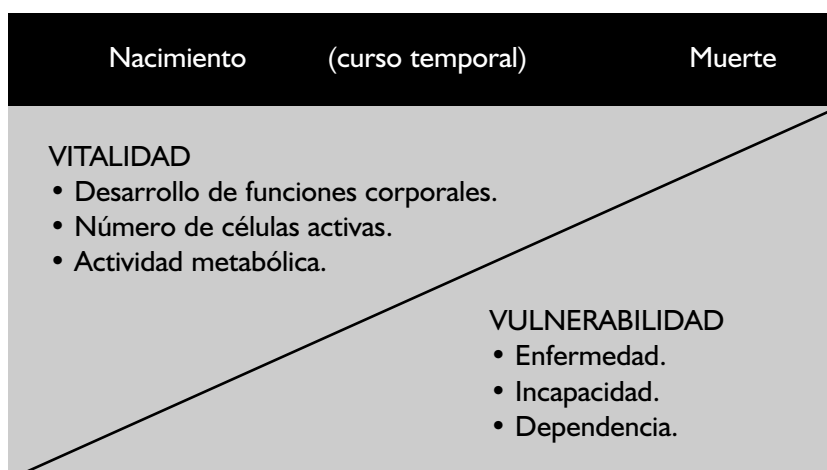 Nacimiento (curso temporal) Muerte
VITALIDAD
• Desarrollo de funciones corporales.
• Número de células activas.
• Actividad metabólica.
VULNERABILIDAD
• Enfermedad.
• Incapacidad.
• Dependencia.